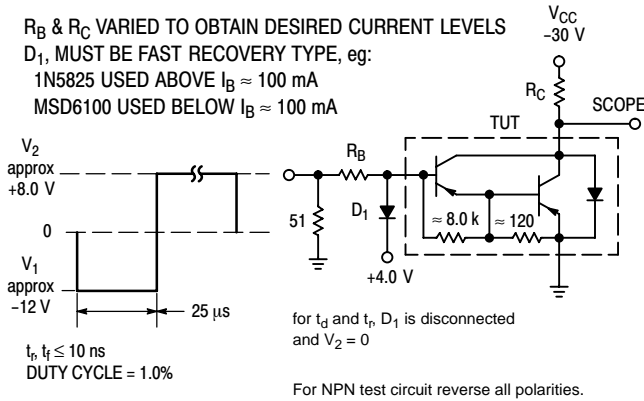 R_B & R_C VARIED TO OBTAIN DESIRED CURRENT LEVELS
D_1, MUST BE FAST RECOVERY TYPE, eg:
1N5825 USED ABOVE I_B ≈ 100 mA
MSD6100 USED BELOW I_B ≈ 100 mA
V_CC
−30 V
R_C
SCOPE
TUT
V_2
approx
+8.0 V
0
V_1
approx
−12 V
25 µs
t_r, t_f ≤ 10 ns
DUTY CYCLE = 1.0%
R_B
51
D_1
+4.0 V
≈ 8.0 k
≈ 120
for t_d and t_r, D_1 is disconnected
and V_2 = 0
For NPN test circuit reverse all polarities.